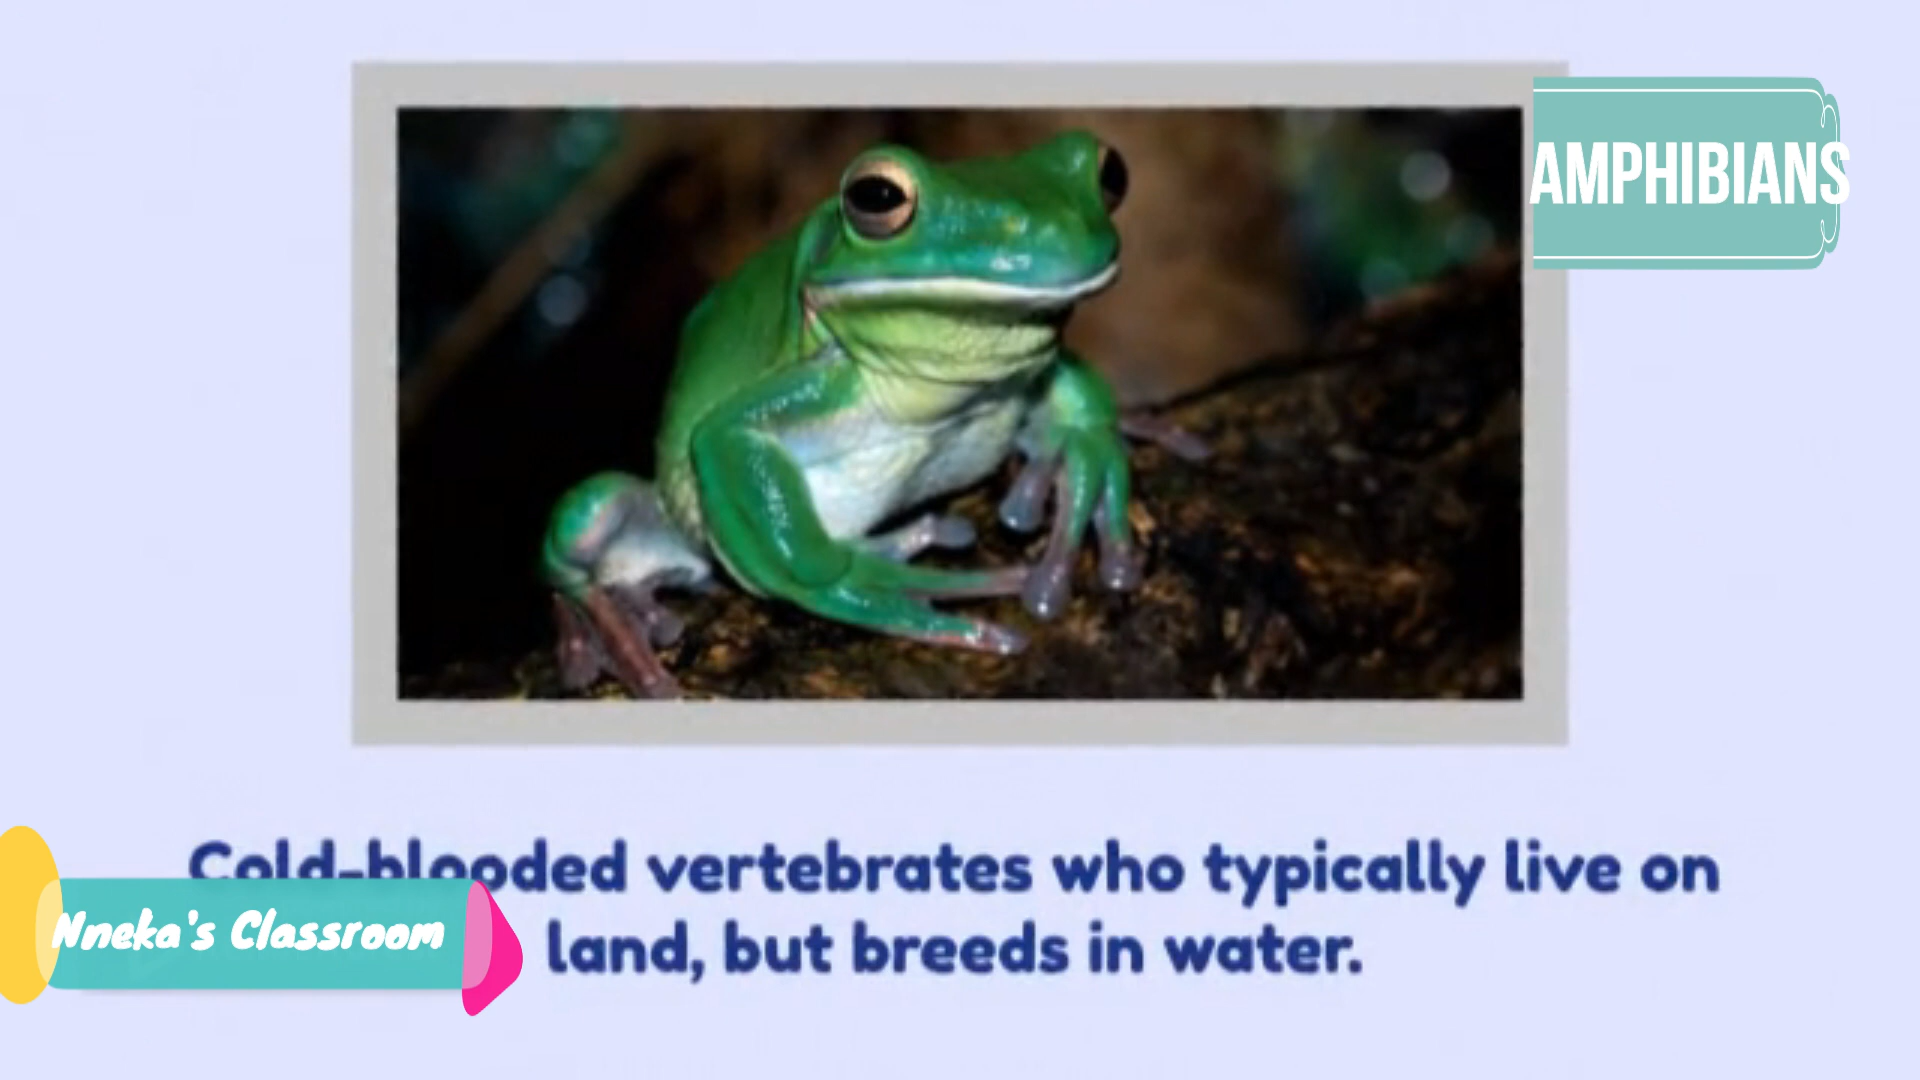 AMPHIBIANS
Cold-blooded vertebrates who typically live on
land, but breeds in water.
Nneka's Classroom